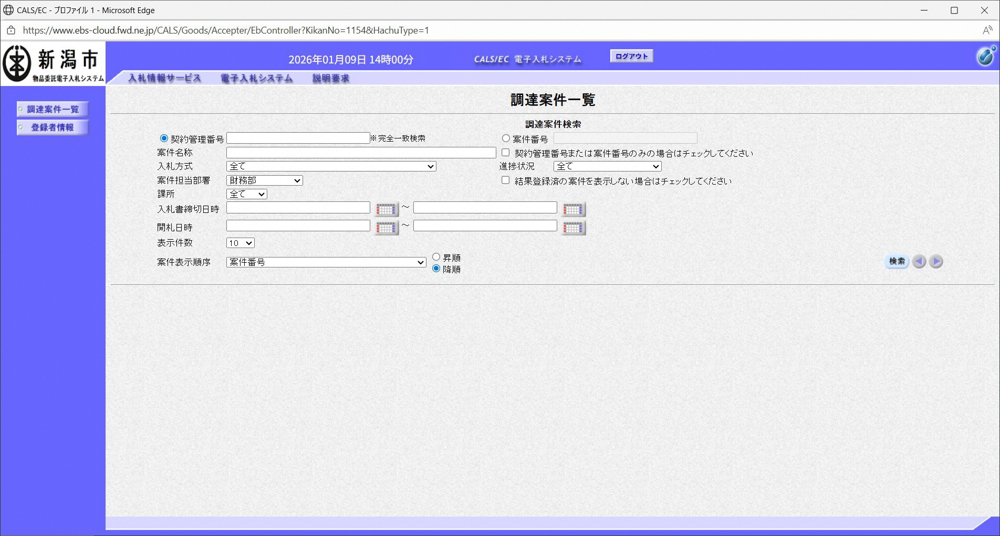 CALS/EC - プロファイル 1 - Microsoft Edge
https://www.ebs-cloud.fwd.ne.jp/CALS/Goods/Accepter/EbController?KikanNo=1154&HachuType=1
新潟市
物品委託電子入札システム
2026年01月09日 14時00分
CALS/EC 電子入札システム
ログアウト
入札情報サービス
電子入札システム
説明要求
調達案件一覧
登録者情報
調達案件一覧
調達案件検索
契約管理番号
※完全一致検索
案件番号
案件名称
契約管理番号または案件番号のみの場合はチェックしてください
入札方式
全て
進捗状況
全て
案件担当部署
財務部
結果登録済の案件を表示しない場合はチェックしてください
課所
全て
入札書締切日時
～
開札日時
～
表示件数
10
案件表示順序
案件番号
昇順
降順
検索